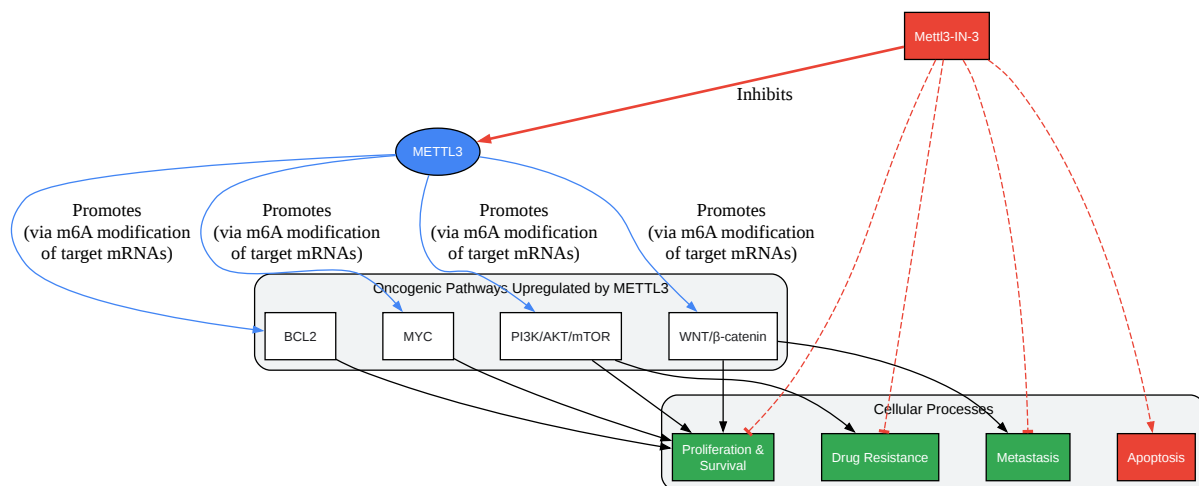 Mettl3-IN-3
Inhibits
METTL3
Promotes
(via m6A modification
of target mRNAs)
Promotes
(via m6A modification
of target mRNAs)
Promotes
(via m6A modification
of target mRNAs)
Promotes
(via m6A modification
of target mRNAs)
Oncogenic Pathways Upregulated by METTL3
BCL2
MYC
PI3K/AKT/mTOR
WNT/β-catenin
Cellular Processes
Proliferation &
Survival
Drug Resistance
Metastasis
Apoptosis